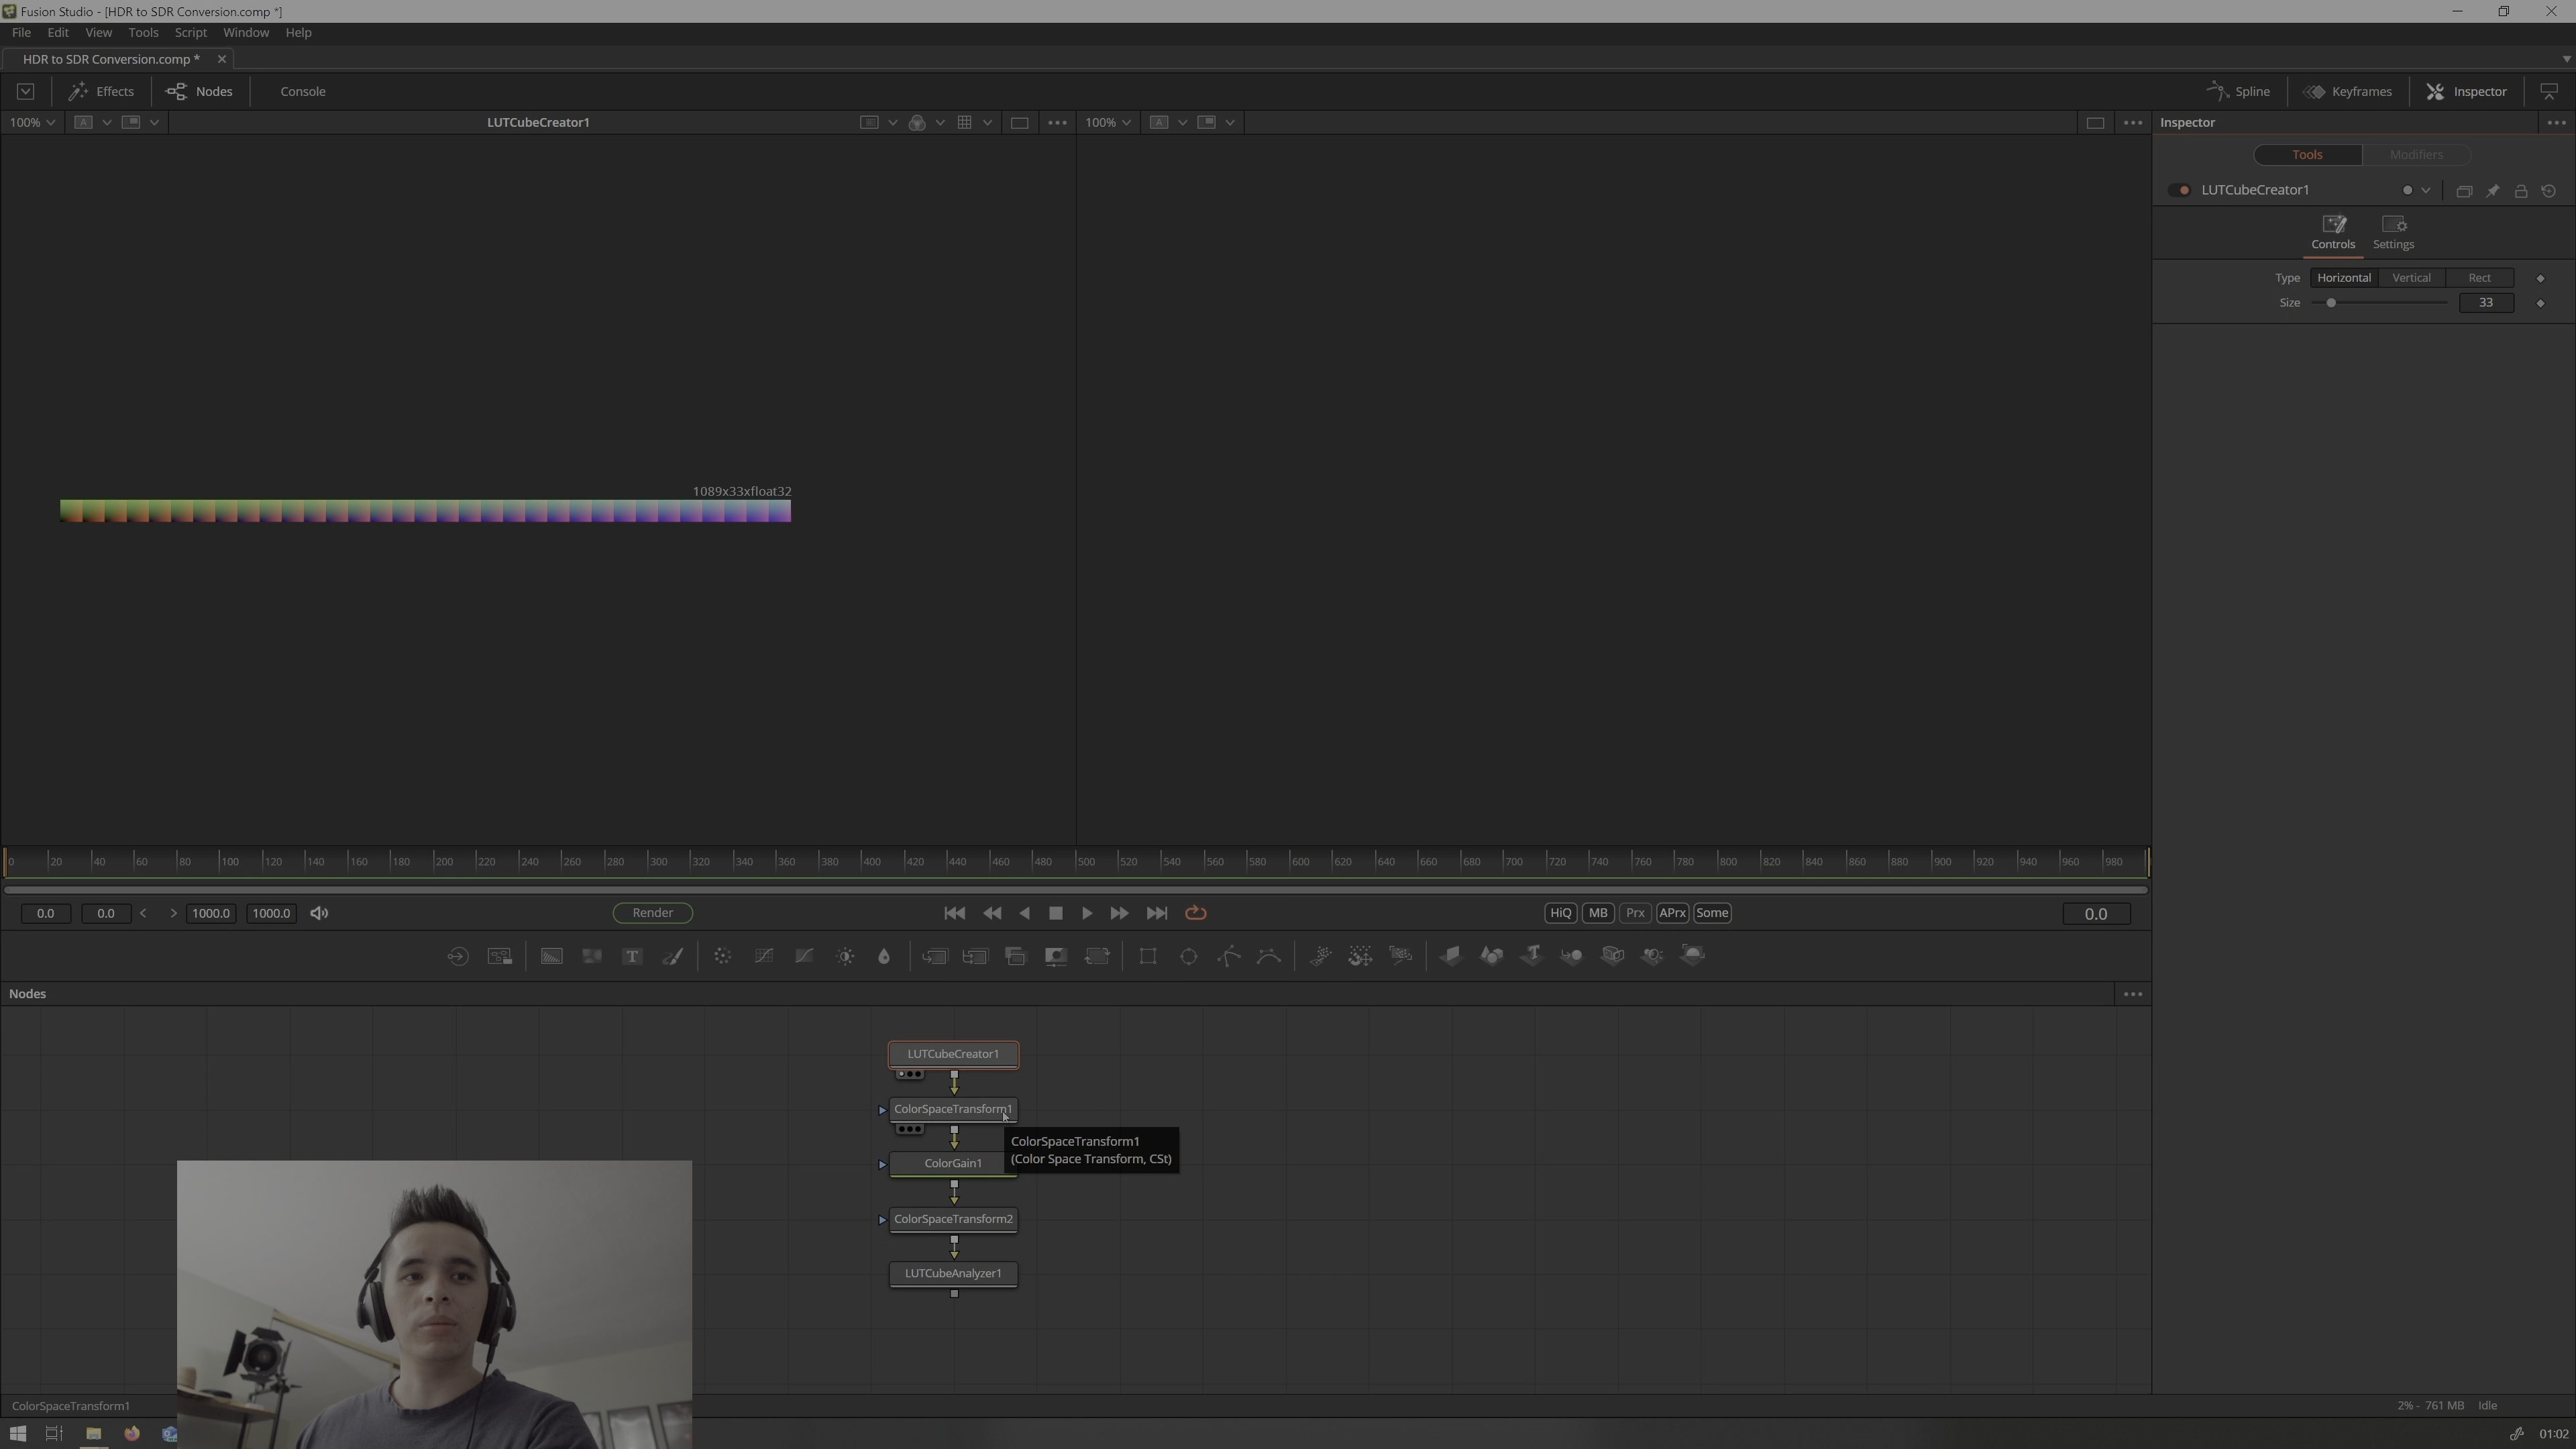 Fusion Studio - [HDR to SDR Conversion.comp *]
File Edit View Tools Script Window Help
HDR to SDR Conversion.comp *
Effects Nodes Console Spline Keyframes Inspector
100% A LUTCubeCreator1 100% A Inspector
Tools Modifiers
LUTCubeCreator1
Controls Settings
Type Horizontal Vertical Rect
Size 33
1089x33xfloat32
0 20 40 60 80 100 120 140 160 180 200 220 240 260 280 300 320 340 360 380 400 420 440 460 480 500 520 540 560 580 600 620 640 660 680 700 720 740 760 780 800 820 840 860 880 900 920 940 960 980
0.0 0.0 < > 1000.0 1000.0 Render HiQ MB Prx APrx Some 0.0
T
Nodes
LUTCubeCreator1
ColorSpaceTransform1
ColorSpaceTransform1
(Color Space Transform, CSt)
ColorGain1
ColorSpaceTransform2
LUTCubeAnalyzer1
ColorSpaceTransform1 2% - 761 MB Idle
01:02